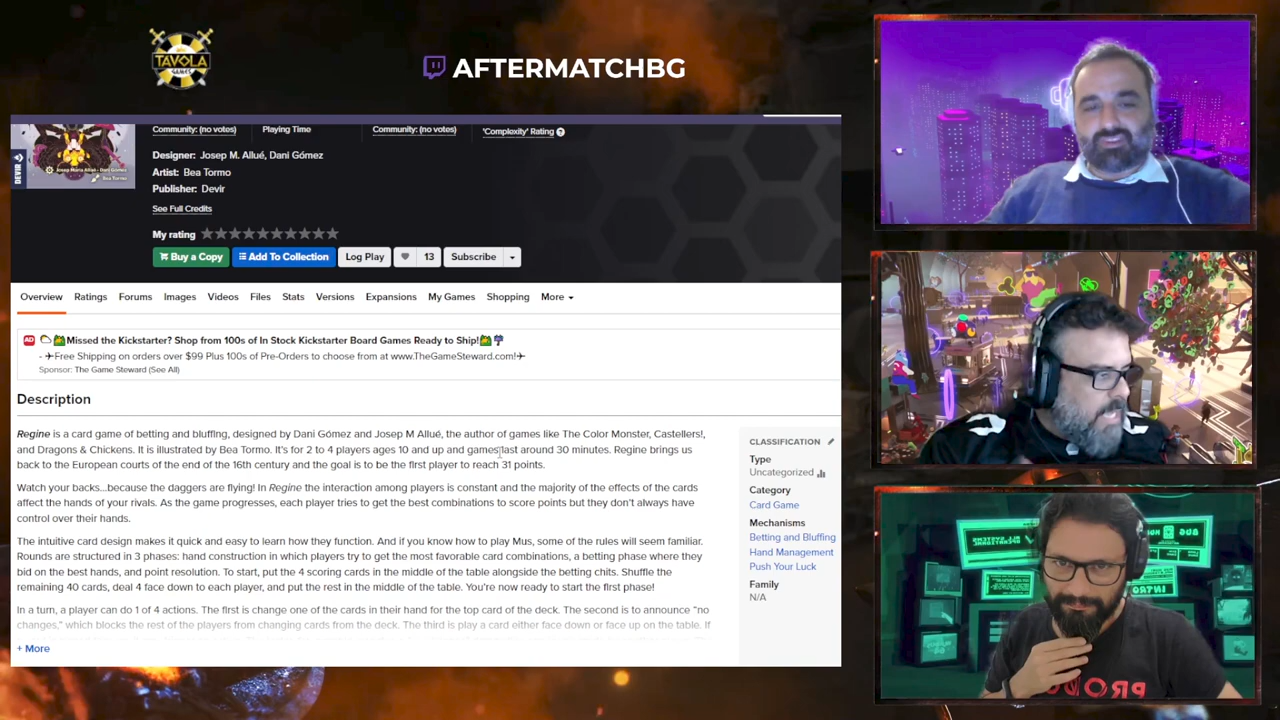 TAVOLA
GAMES
AFTERMATCHBG
Community: (no votes)
Playing Time
Community: (no votes)
'Complexity' Rating
DEVIR
Josep Maria Allué - Dani Gómez
Bea Tormo
Designer: Josep M. Allué, Dani Gómez
Artist: Bea Tormo
Publisher: Devir
See Full Credits
My rating
Buy a Copy
Add To Collection
Log Play
13
Subscribe
Overview Ratings Forums Images Videos Files Stats Versions Expansions My Games Shopping More
AD Missed the Kickstarter? Shop from 100s of In Stock Kickstarter Board Games Ready to Ship!
- ✈Free Shipping on orders over $99 Plus 100s of Pre-Orders to choose from at www.TheGameSteward.com!✈
Sponsor: The Game Steward (See All)
Description
Regine is a card game of betting and bluffing, designed by Dani Gómez and Josep M Allué, the author of games like The Color Monster, Castellers!,
and Dragons & Chickens. It is illustrated by Bea Tormo. It's for 2 to 4 players ages 10 and up and games last around 30 minutes. Regine brings us
back to the European courts of the end of the 16th century and the goal is to be the first player to reach 31 points.
Watch your backs...because the daggers are flying! In Regine the interaction among players is constant and the majority of the effects of the cards
affect the hands of your rivals. As the game progresses, each player tries to get the best combinations to score points but they don't always have
control over their hands.
The intuitive card design makes it quick and easy to learn how they function. And if you know how to play Mus, some of the rules will seem familiar.
Rounds are structured in 3 phases: hand construction in which players try to get the most favorable card combinations, a betting phase where they
bid on the best hands, and point resolution. To start, put the 4 scoring cards in the middle of the table alongside the betting chits. Shuffle the
remaining 40 cards, deal 4 face down to each player, and put the rest in the middle of the table. You're now ready to start the first phase!
In a turn, a player can do 1 of 4 actions. The first is change one of the cards in their hand for the top card of the deck. The second is to announce "no
changes," which blocks the rest of the players from changing cards from the deck. The third is play a card either face down or face up on the table. If
+ More
CLASSIFICATION
Type
Uncategorized
Category
Card Game
Mechanisms
Betting and Bluffing
Hand Management
Push Your Luck
Family
N/A
INTRO
PRODU